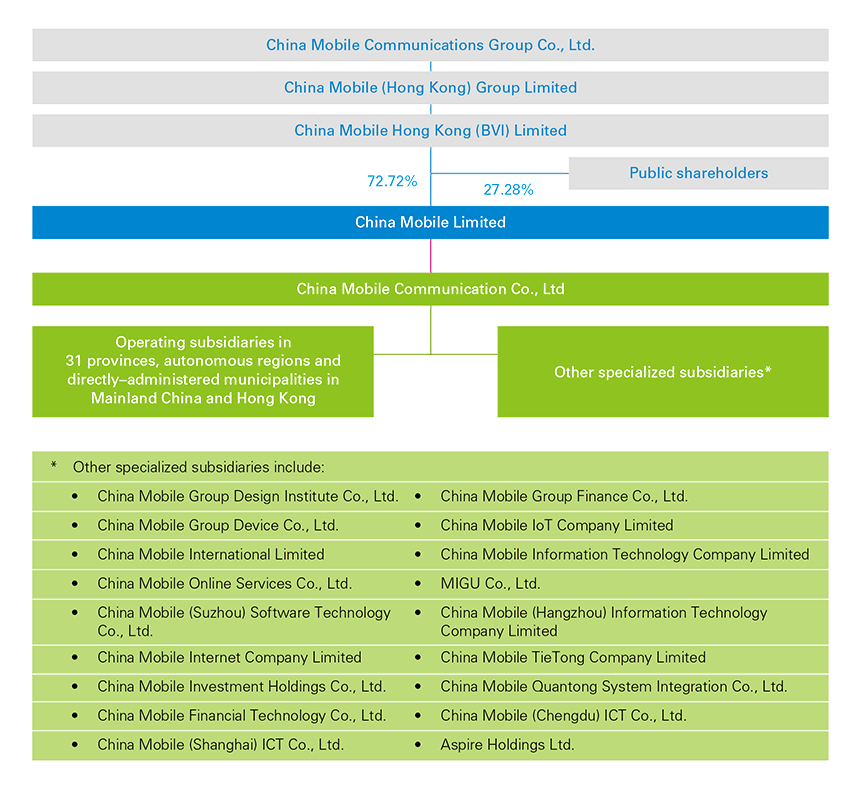 China Mobile Communications Group Co., Ltd.
China Mobile (Hong Kong) Group Limited
China Mobile Hong Kong (BVI) Limited
Public shareholders
72.72%
27.28%
China Mobile Limited
China Mobile Communication Co., Ltd
Operating subsidiaries in
31 provinces, autonomous regions and
directly–administered municipalities in
Mainland China and Hong Kong
Other specialized subsidiaries*
* Other specialized subsidiaries include:
• China Mobile Group Design Institute Co., Ltd.
• China Mobile Group Finance Co., Ltd.
• China Mobile Group Device Co., Ltd.
• China Mobile IoT Company Limited
• China Mobile International Limited
• China Mobile Information Technology Company Limited
• China Mobile Online Services Co., Ltd.
• MIGU Co., Ltd.
• China Mobile (Suzhou) Software Technology
Co., Ltd.
• China Mobile (Hangzhou) Information Technology
Company Limited
• China Mobile Internet Company Limited
• China Mobile TieTong Company Limited
• China Mobile Investment Holdings Co., Ltd.
• China Mobile Quantong System Integration Co., Ltd.
• China Mobile Financial Technology Co., Ltd.
• China Mobile (Chengdu) ICT Co., Ltd.
• China Mobile (Shanghai) ICT Co., Ltd.
• Aspire Holdings Ltd.